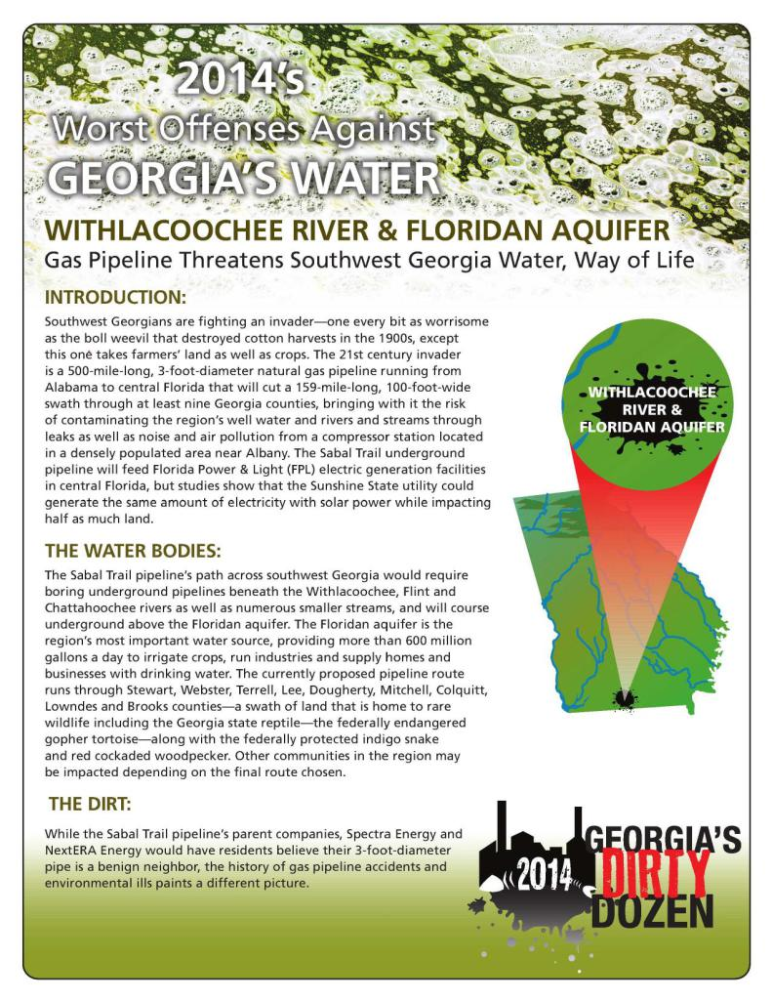 2014's
Worst Offenses Against
GEORGIA'S WATER
WITHLACOOCHEE RIVER & FLORIDAN AQUIFER
Gas Pipeline Threatens Southwest Georgia Water, Way of Life
INTRODUCTION:
Southwest Georgians are fighting an invader—one every bit as worrisome
as the boll weevil that destroyed cotton harvests in the 1900s, except
this one takes farmers' land as well as crops. The 21st century invader
is a 500-mile-long, 3-foot-diameter natural gas pipeline running from
Alabama to central Florida that will cut a 159-mile-long, 100-foot-wide
swath through at least nine Georgia counties, bringing with it the risk
of contaminating the region's well water and rivers and streams through
leaks as well as noise and air pollution from a compressor station located
in a densely populated area near Albany. The Sabal Trail underground
pipeline will feed Florida Power & Light (FPL) electric generation facilities
in central Florida, but studies show that the Sunshine State utility could
generate the same amount of electricity with solar power while impacting
half as much land.
WITHLACOOCHEE
RIVER &
FLORIDAN AQUIFER
THE WATER BODIES:
The Sabal Trail pipeline's path across southwest Georgia would require
boring underground pipelines beneath the Withlacoochee, Flint and
Chattahoochee rivers as well as numerous smaller streams, and will course
underground above the Floridan aquifer. The Floridan aquifer is the
region's most important water source, providing more than 600 million
gallons a day to irrigate crops, run industries and supply homes and
businesses with drinking water. The currently proposed pipeline route
runs through Stewart, Webster, Terrell, Lee, Dougherty, Mitchell, Colquitt,
Lowndes and Brooks counties—a swath of land that is home to rare
wildlife including the Georgia state reptile—the federally endangered
gopher tortoise—along with the federally protected indigo snake
and red cockaded woodpecker. Other communities in the region may
be impacted depending on the final route chosen.
THE DIRT:
While the Sabal Trail pipeline's parent companies, Spectra Energy and
NextERA Energy would have residents believe their 3-foot-diameter
pipe is a benign neighbor, the history of gas pipeline accidents and
environmental ills paints a different picture.
2014
GEORGIA'S
DIRTY
DOZEN